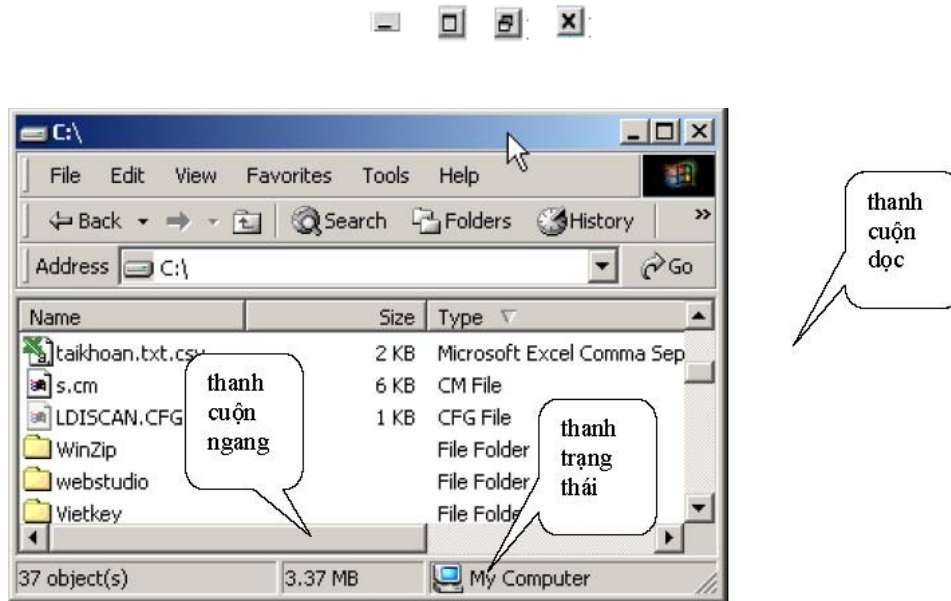 C:\
File Edit View Favorites Tools Help
Back Search Folders History »
Address C:\ Go
Name Size Type
taikhoan.txt.csv 2 KB Microsoft Excel Comma Sep
s.cm 6 KB CM File
LDISCAN.CFG 1 KB CFG File
WinZip File Folder
webstudio File Folder
Vietkey File Folde
37 object(s) 3.37 MB My Computer
thanh
cuộn
ngang
thanh
trạng
thái
thanh
cuộn
dọc